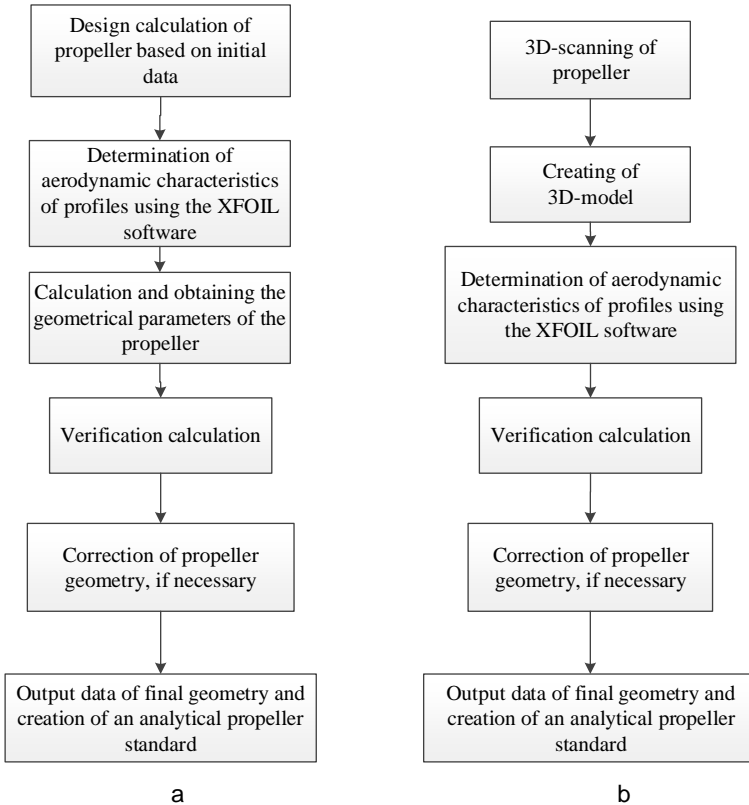 Design calculation of
propeller based on initial
data
Determination of
aerodynamic characteristics
of profiles using the XFOIL
software
Calculation and obtaining the
geometrical parameters of the
propeller
Verification calculation
Correction of propeller
geometry, if necessary
Output data of final geometry and
creation of an analytical propeller
standard
a
3D-scanning of
propeller
Creating of
3D-model
Determination of aerodynamic
characteristics of profiles using
the XFOIL software
Verification calculation
Correction of propeller
geometry, if necessary
Output data of final geometry and
creation of an analytical propeller
standard
b